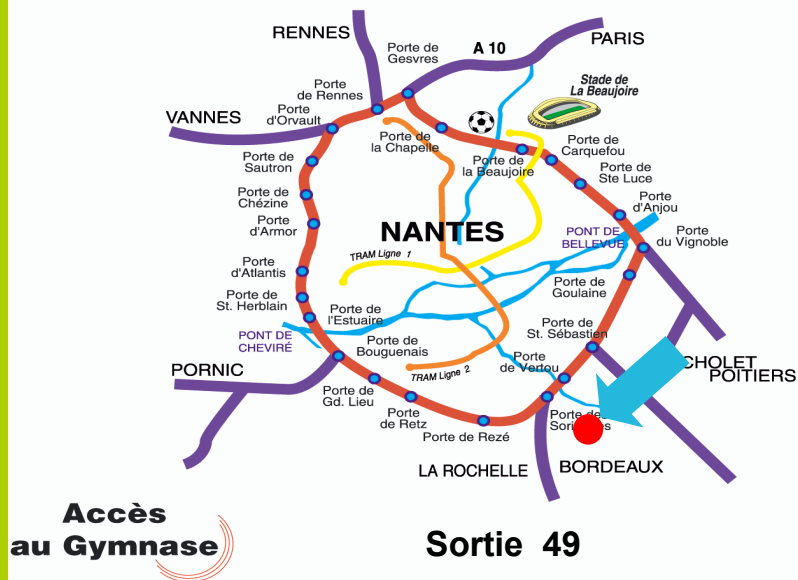 RENNES
Porte de
Gesvres
A 10
PARIS
Porte
de Rennes
Stade de
La Beaujoire
VANNES
Porte
d'Orvault
Porte de
la Chapelle
Porte de
Carquefou
Porte de
Sautron
Porte de
la Beaujoire
Porte de
Ste Luce
Porte de
Chézine
Porte
d'Anjou
Porte
d'Armor
NANTES
PONT DE
BELLEVUE
Porte
du Vignoble
TRAM Ligne 1
Porte
d'Atlantis
Porte de
Goulaine
Porte de
St. Herblain
Porte de
l'Estuaire
Porte de
St. Sébastien
PONT DE
CHEVIRÉ
Porte de
Bouguenais
Porte
de Vertou
CHOLET
POITIERS
PORNIC
TRAM Ligne 2
Porte de
Gd. Lieu
Porte
de Retz
Porte de Rezé
Porte
LA ROCHELLE
BORDEAUX
Accès
au Gymnase
Sortie 49